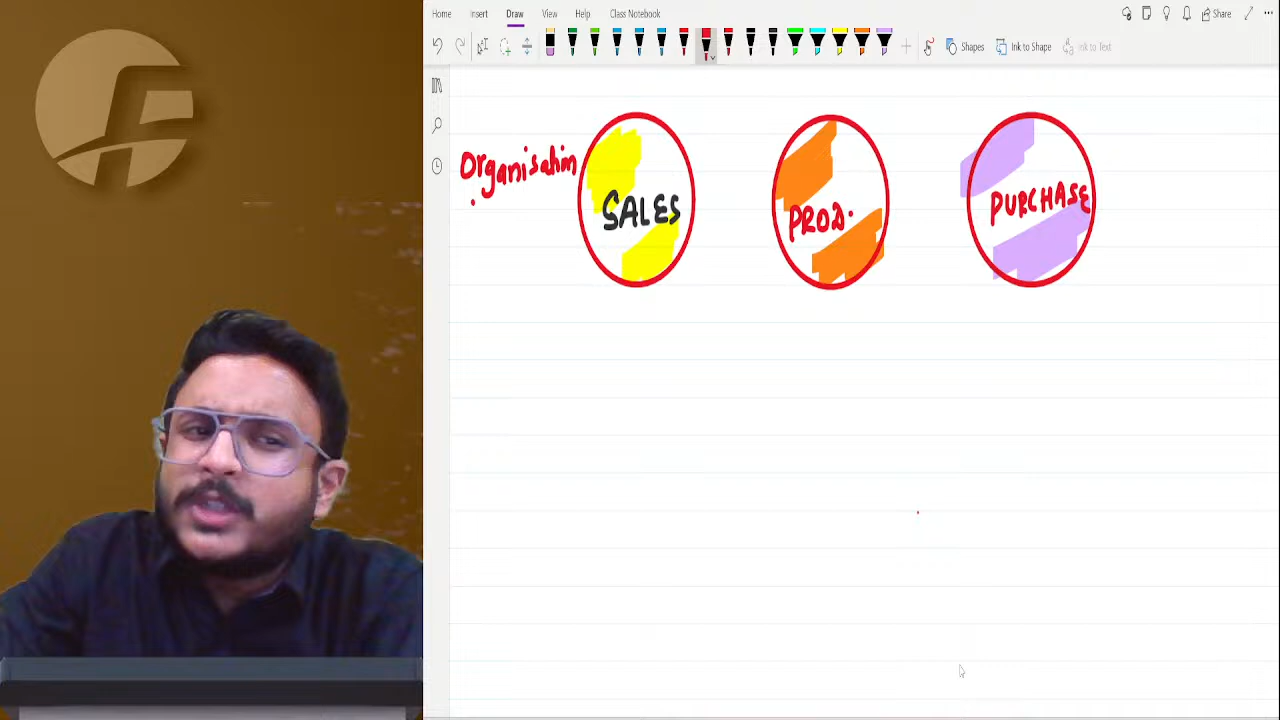 Home Insert Draw View Help Class Notebook
Share
Shapes Ink to Shape Ink to Text
Organisation
SALES
PROD.
PURCHASE